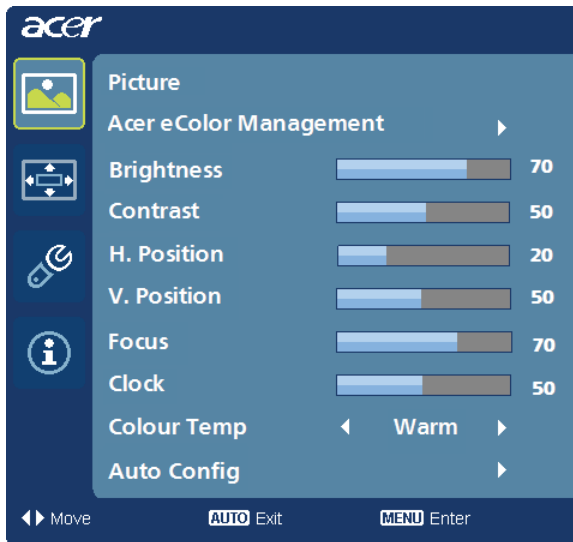 acer
Picture
Acer eColor Management
Brightness 70
Contrast 50
H. Position 20
V. Position 50
Focus 70
Clock 50
Colour Temp Warm
Auto Config
Move AUTO Exit MENU Enter